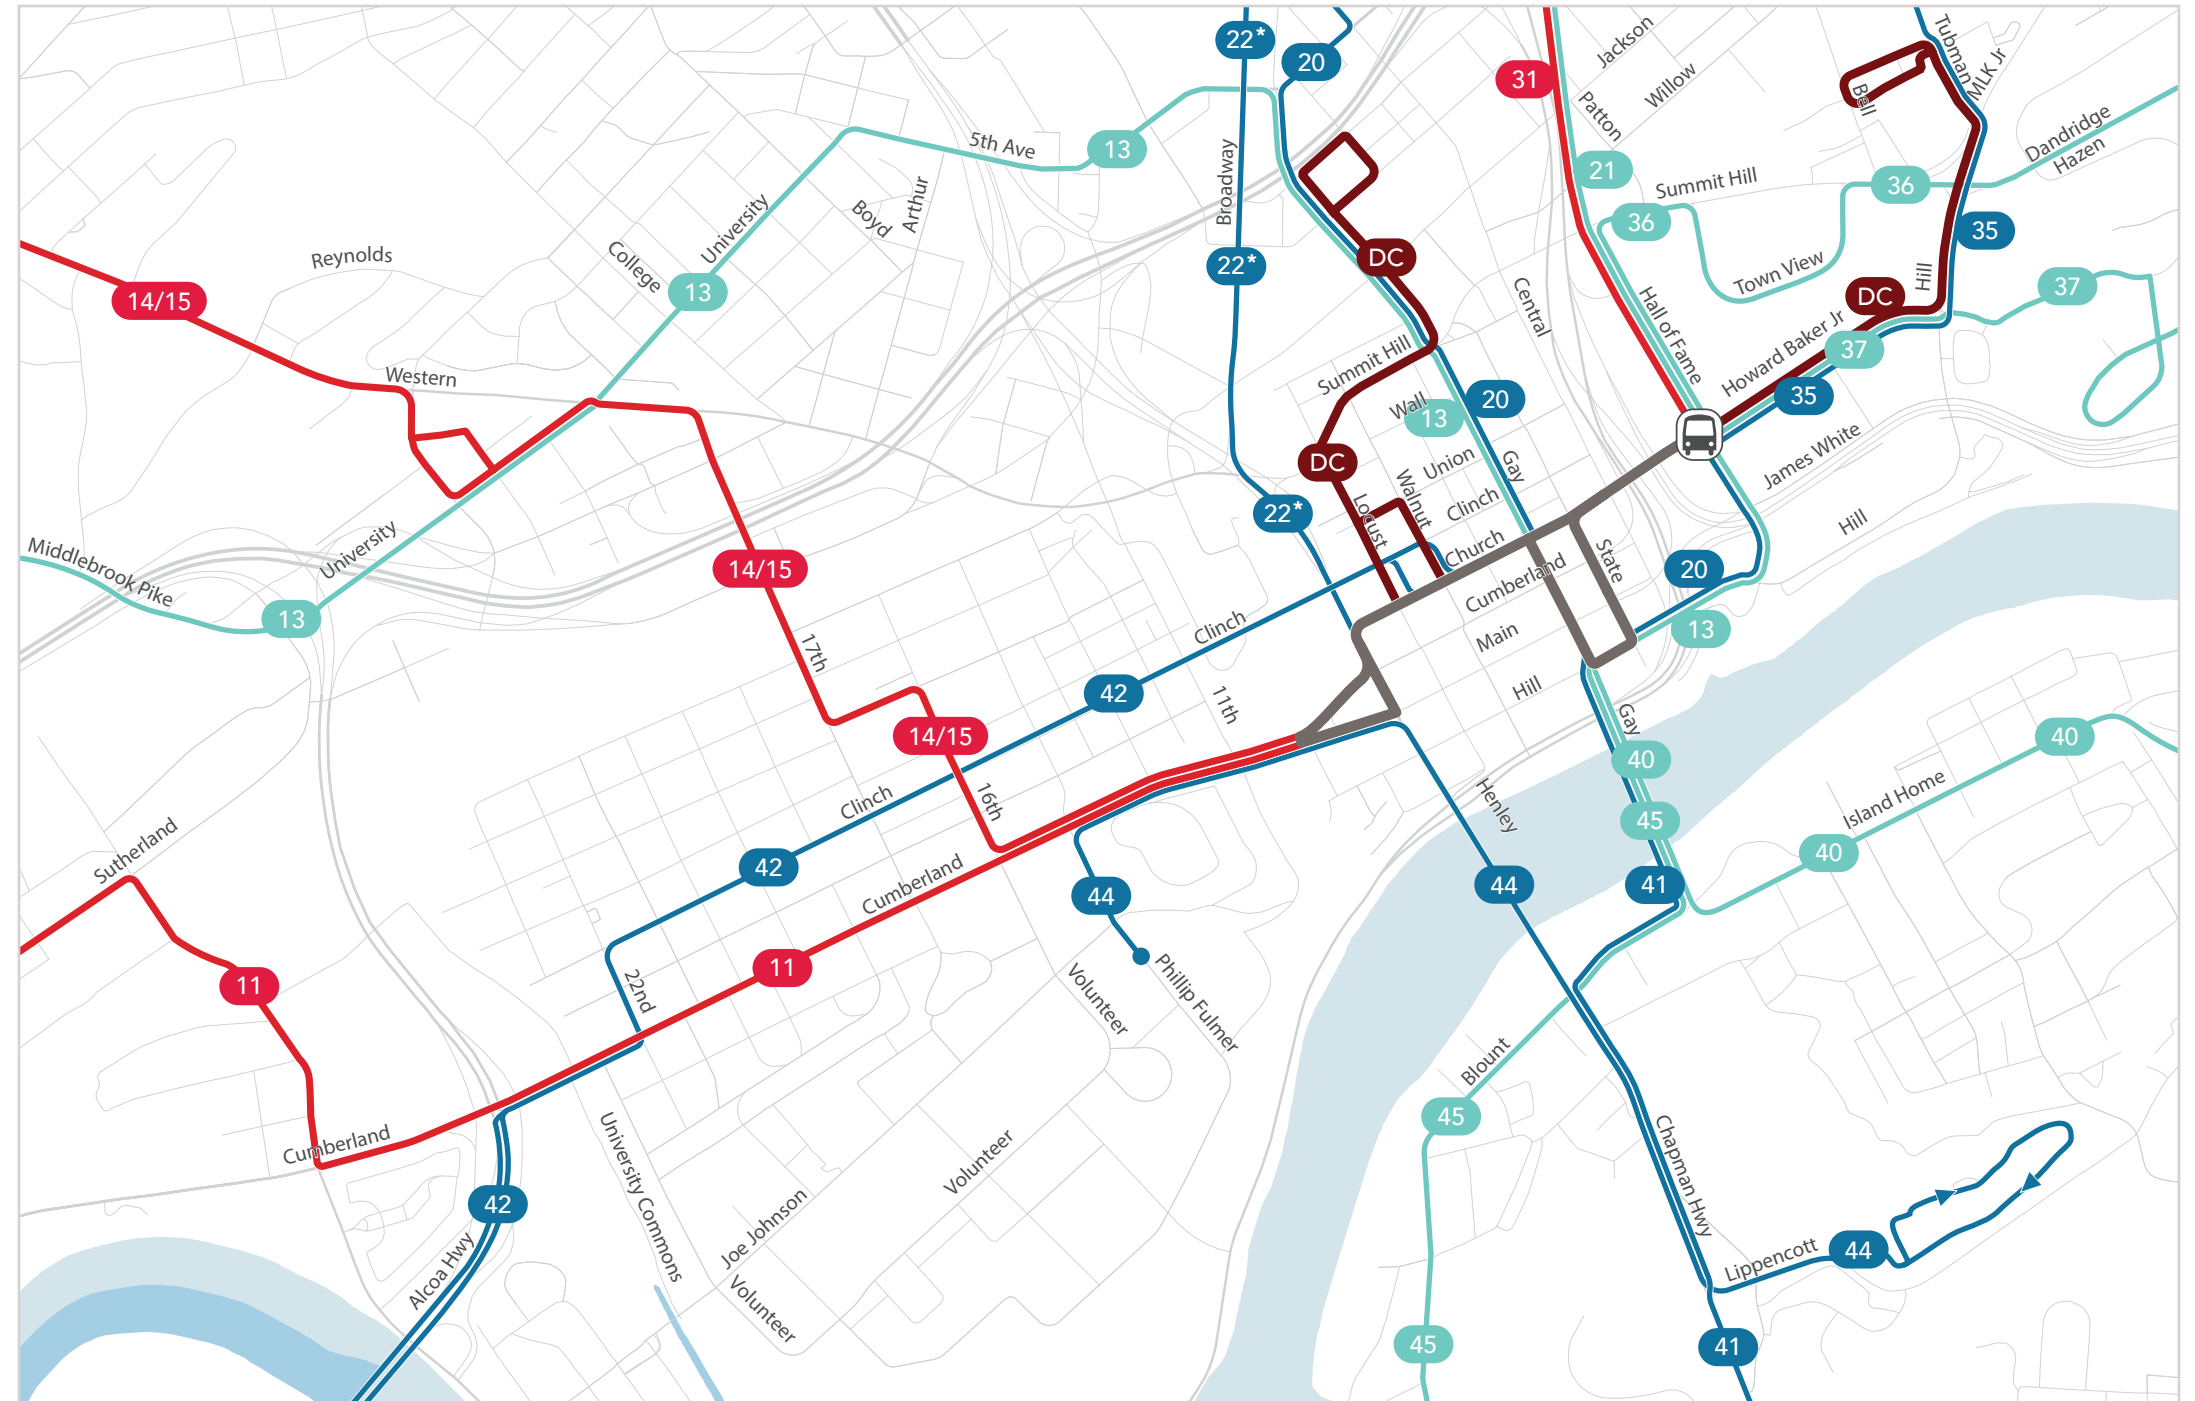 22*
20
31
Jackson
Willow
Patton
Tubman
MLK Jr
Bell
Dandridge
Hazen
5th Ave
13
21
Summit Hill
36
36
Broadway
Arthur
Boyd
University
College
Reynolds
35
Hill
22*
DC
Town View
DC
37
14/15
13
Central
Hall of Fame
Howard Baker Jr
37
35
Western
Summit Hill
Wall
13
20
James White
DC
Union
Gay
Walnut
Locust
Clinch
22*
Church
Hill
Middlebrook Pike
University
14/15
Cumberland
State
20
13
Clinch
Main
13
17th
42
11th
Hill
Gay
14/15
40
40
Island Home
Henley
16th
Clinch
45
40
Sutherland
42
Cumberland
44
44
41
11
11
22nd
Volunteer
Phillip Fulmer
Blount
45
Cumberland
University Commons
Volunteer
Chapman Hwy
42
Joe Johnson
Alcoa Hwy
Lippencott
44
Volunteer
45
41